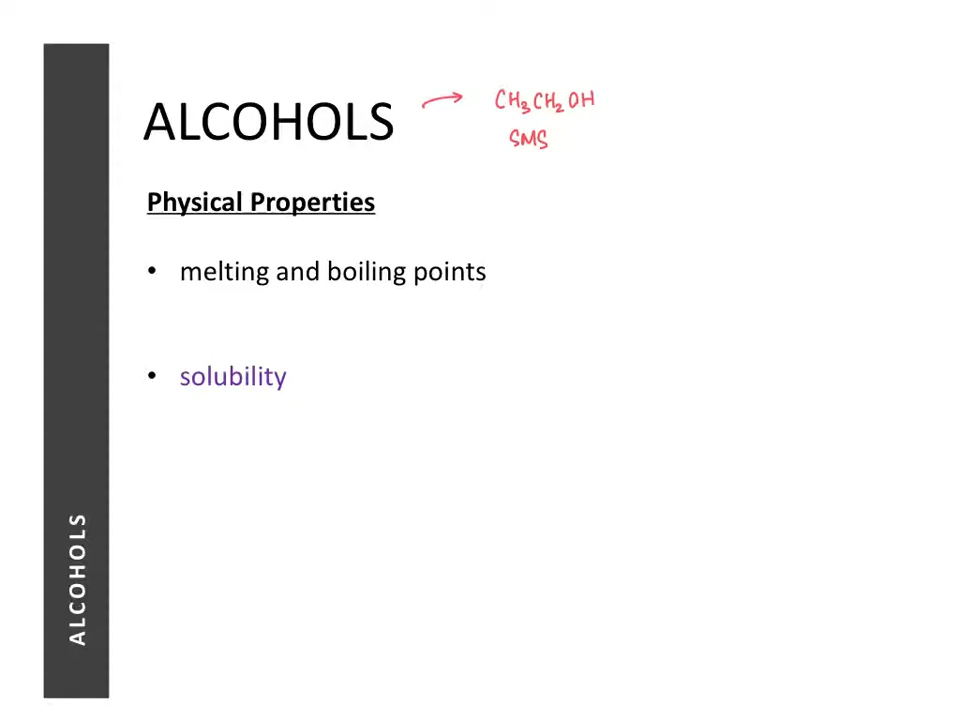 ALCOHOLS → CH₃CH₂OH
SMS
Physical Properties
• melting and boiling points
• solubility
ALCOHOLS